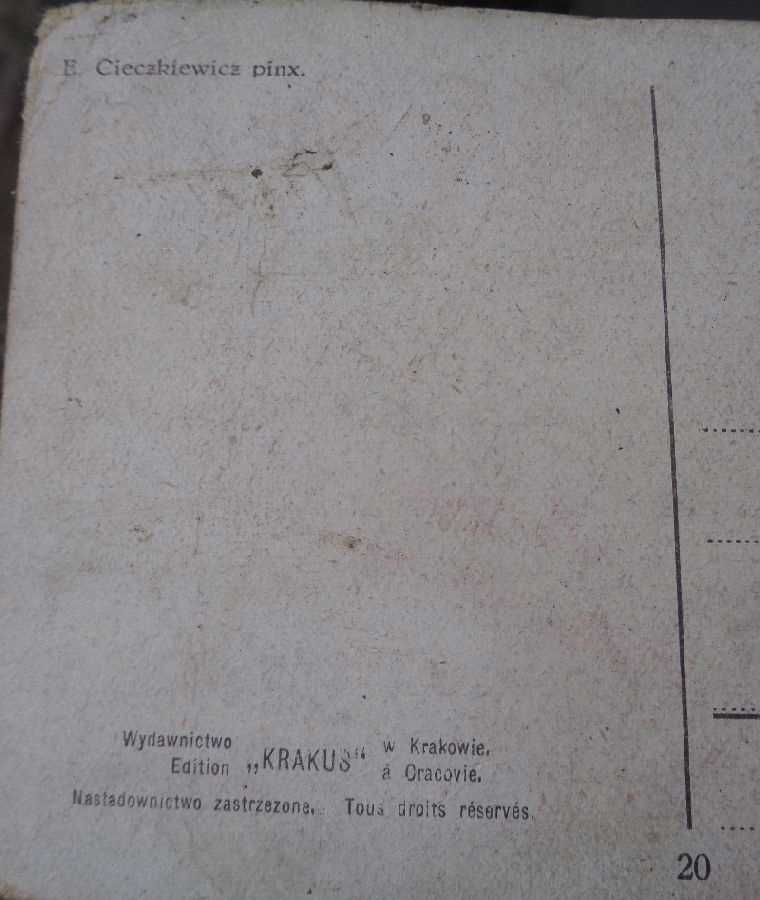 E. Cieczkiewicz pinx.
Wydawnictwo „KRAKUS“ w Krakowie.
Edition à Cracovie.
Nasladownictwo zastrzezone. Tous droits réservés.
20